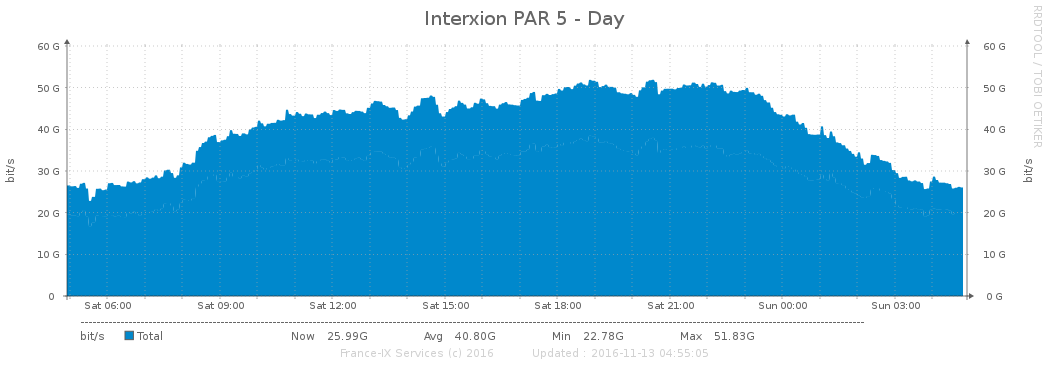 Interxion PAR 5 - Day
RRDTOOL / TOBI OETIKER
60 G 60 G
50 G 50 G
40 G 40 G
30 G 30 G
20 G 20 G
10 G 10 G
0 0 G
bit/s bit/s
Sat 06:00 Sat 09:00 Sat 12:00 Sat 15:00 Sat 18:00 Sat 21:00 Sun 00:00 Sun 03:00
bit/s Total Now 25.99G Avg 40.80G Min 22.78G Max 51.83G
France-IX Services (c) 2016 Updated : 2016-11-13 04:55:05